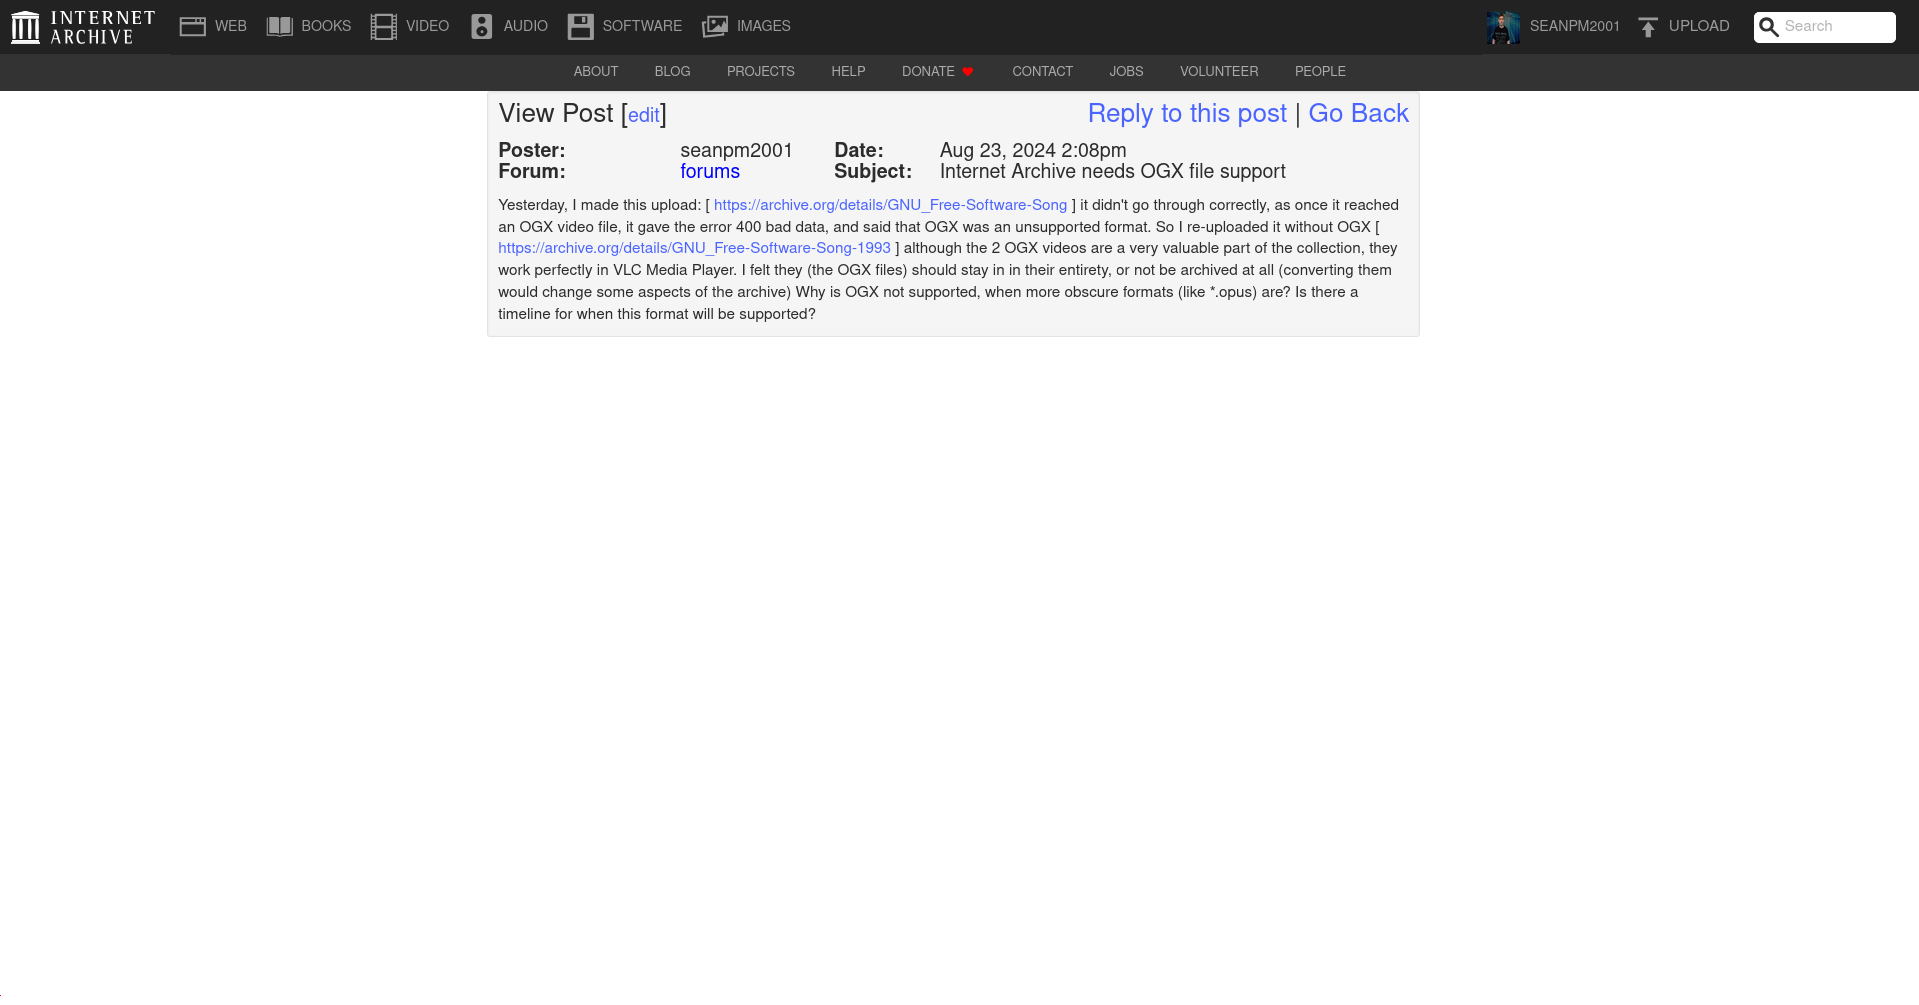 INTERNET ARCHIVE WEB BOOKS VIDEO AUDIO SOFTWARE IMAGES SEANPM2001 UPLOAD Search
ABOUT BLOG PROJECTS HELP DONATE CONTACT JOBS VOLUNTEER PEOPLE
View Post [edit] Reply to this post | Go Back
Poster: seanpm2001 Date: Aug 23, 2024 2:08pm
Forum: forums Subject: Internet Archive needs OGX file support
Yesterday, I made this upload: [ https://archive.org/details/GNU_Free-Software-Song ] it didn't go through correctly, as once it reached
an OGX video file, it gave the error 400 bad data, and said that OGX was an unsupported format. So I re-uploaded it without OGX [
https://archive.org/details/GNU_Free-Software-Song-1993 ] although the 2 OGX videos are a very valuable part of the collection, they
work perfectly in VLC Media Player. I felt they (the OGX files) should stay in in their entirety, or not be archived at all (converting them
would change some aspects of the archive) Why is OGX not supported, when more obscure formats (like *.opus) are? Is there a
timeline for when this format will be supported?